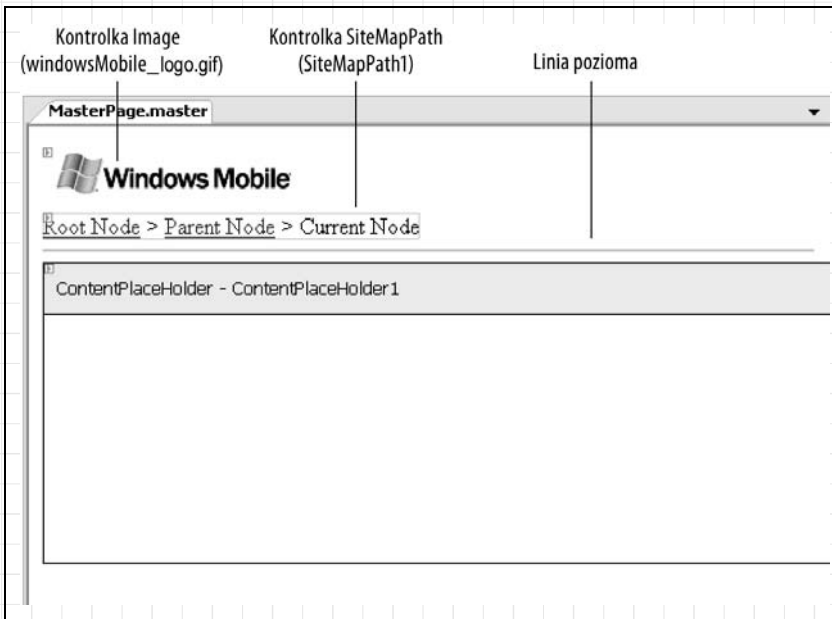 Kontrolka Image
(windowsMobile_logo.gif)
Kontrolka SiteMapPath
(SiteMapPath1)
Linia pozioma
MasterPage.master
Windows Mobile
Root Node > Parent Node > Current Node
ContentPlaceHolder - ContentPlaceHolder1